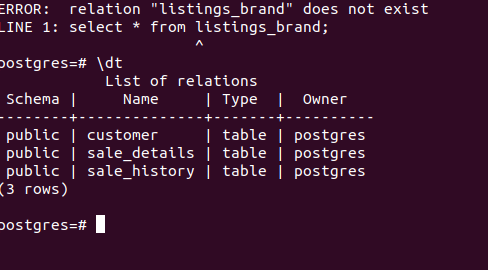 ERROR:  relation "listings_brand" does not exist
LINE 1: select * from listings_brand;
                      ^
postgres=# \dt
            List of relations
 Schema |     Name     | Type  |  Owner
--------+--------------+-------+----------
 public | customer     | table | postgres
 public | sale_details | table | postgres
 public | sale_history | table | postgres
(3 rows)

postgres=#